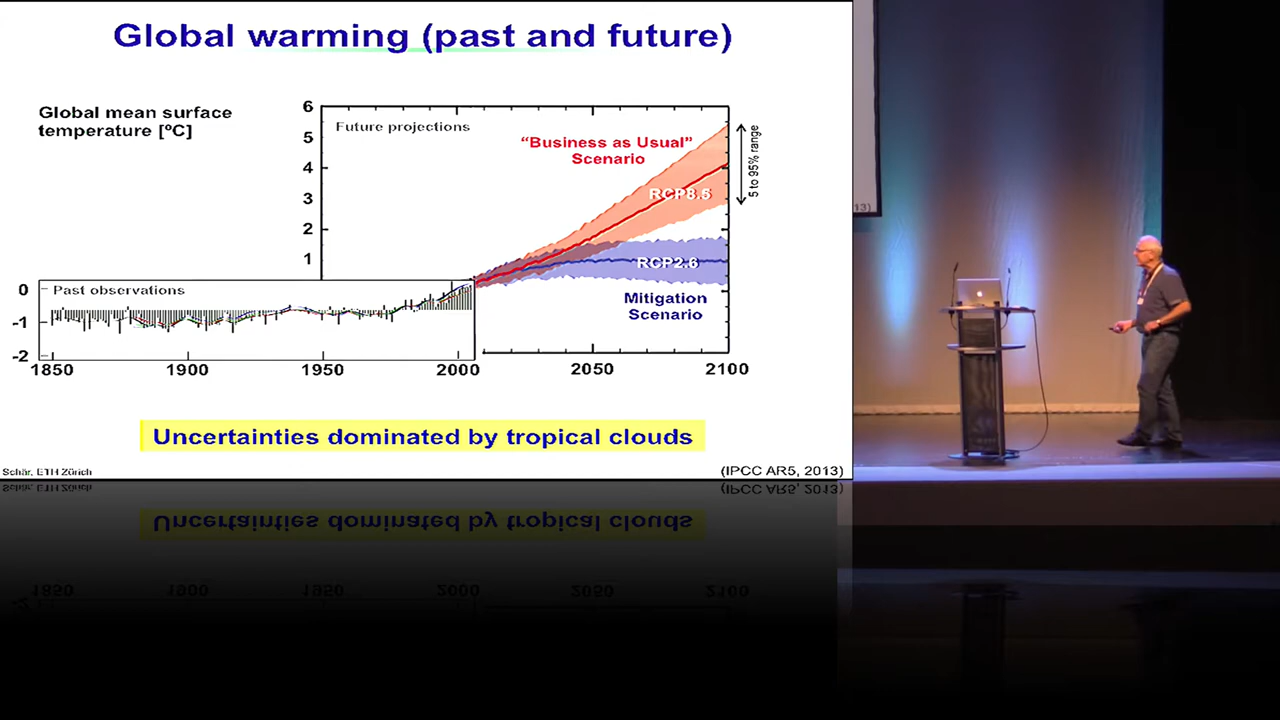 Global warming (past and future)
Global mean surface
temperature [ºC]
6
5
4
3
2
1
0
-1
-2
Future projections
“Business as Usual”
Scenario
RCP8.5
5 to 95% range
RCP2.6
Mitigation
Scenario
Past observations
1850
1900
1950
2000
2050
2100
Uncertainties dominated by tropical clouds
Schär, ETH Zürich
(IPCC AR5, 2013)
13)